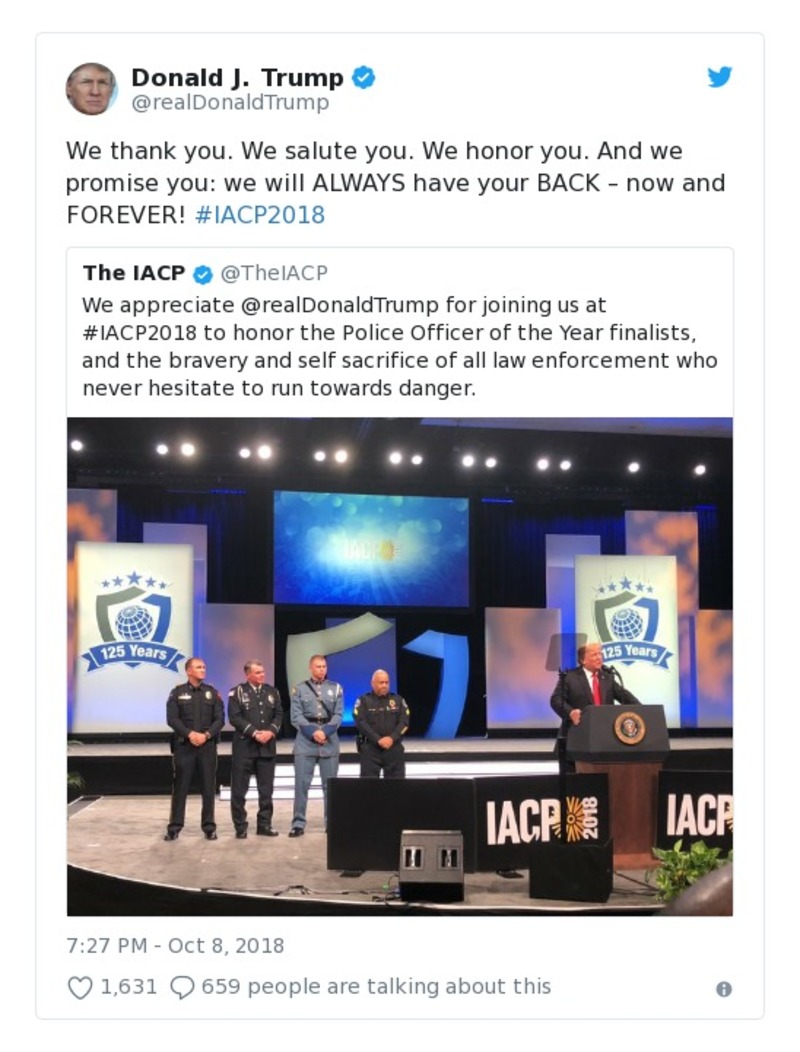 Donald J. Trump
@realDonaldTrump
We thank you. We salute you. We honor you. And we
promise you: we will ALWAYS have your BACK – now and
FOREVER! #IACP2018
The IACP @TheIACP
We appreciate @realDonaldTrump for joining us at
#IACP2018 to honor the Police Officer of the Year finalists,
and the bravery and self sacrifice of all law enforcement who
never hesitate to run towards danger.
IACP
125 Years
125 Years
IACP 2018
IACP
7:27 PM - Oct 8, 2018
1,631 659 people are talking about this